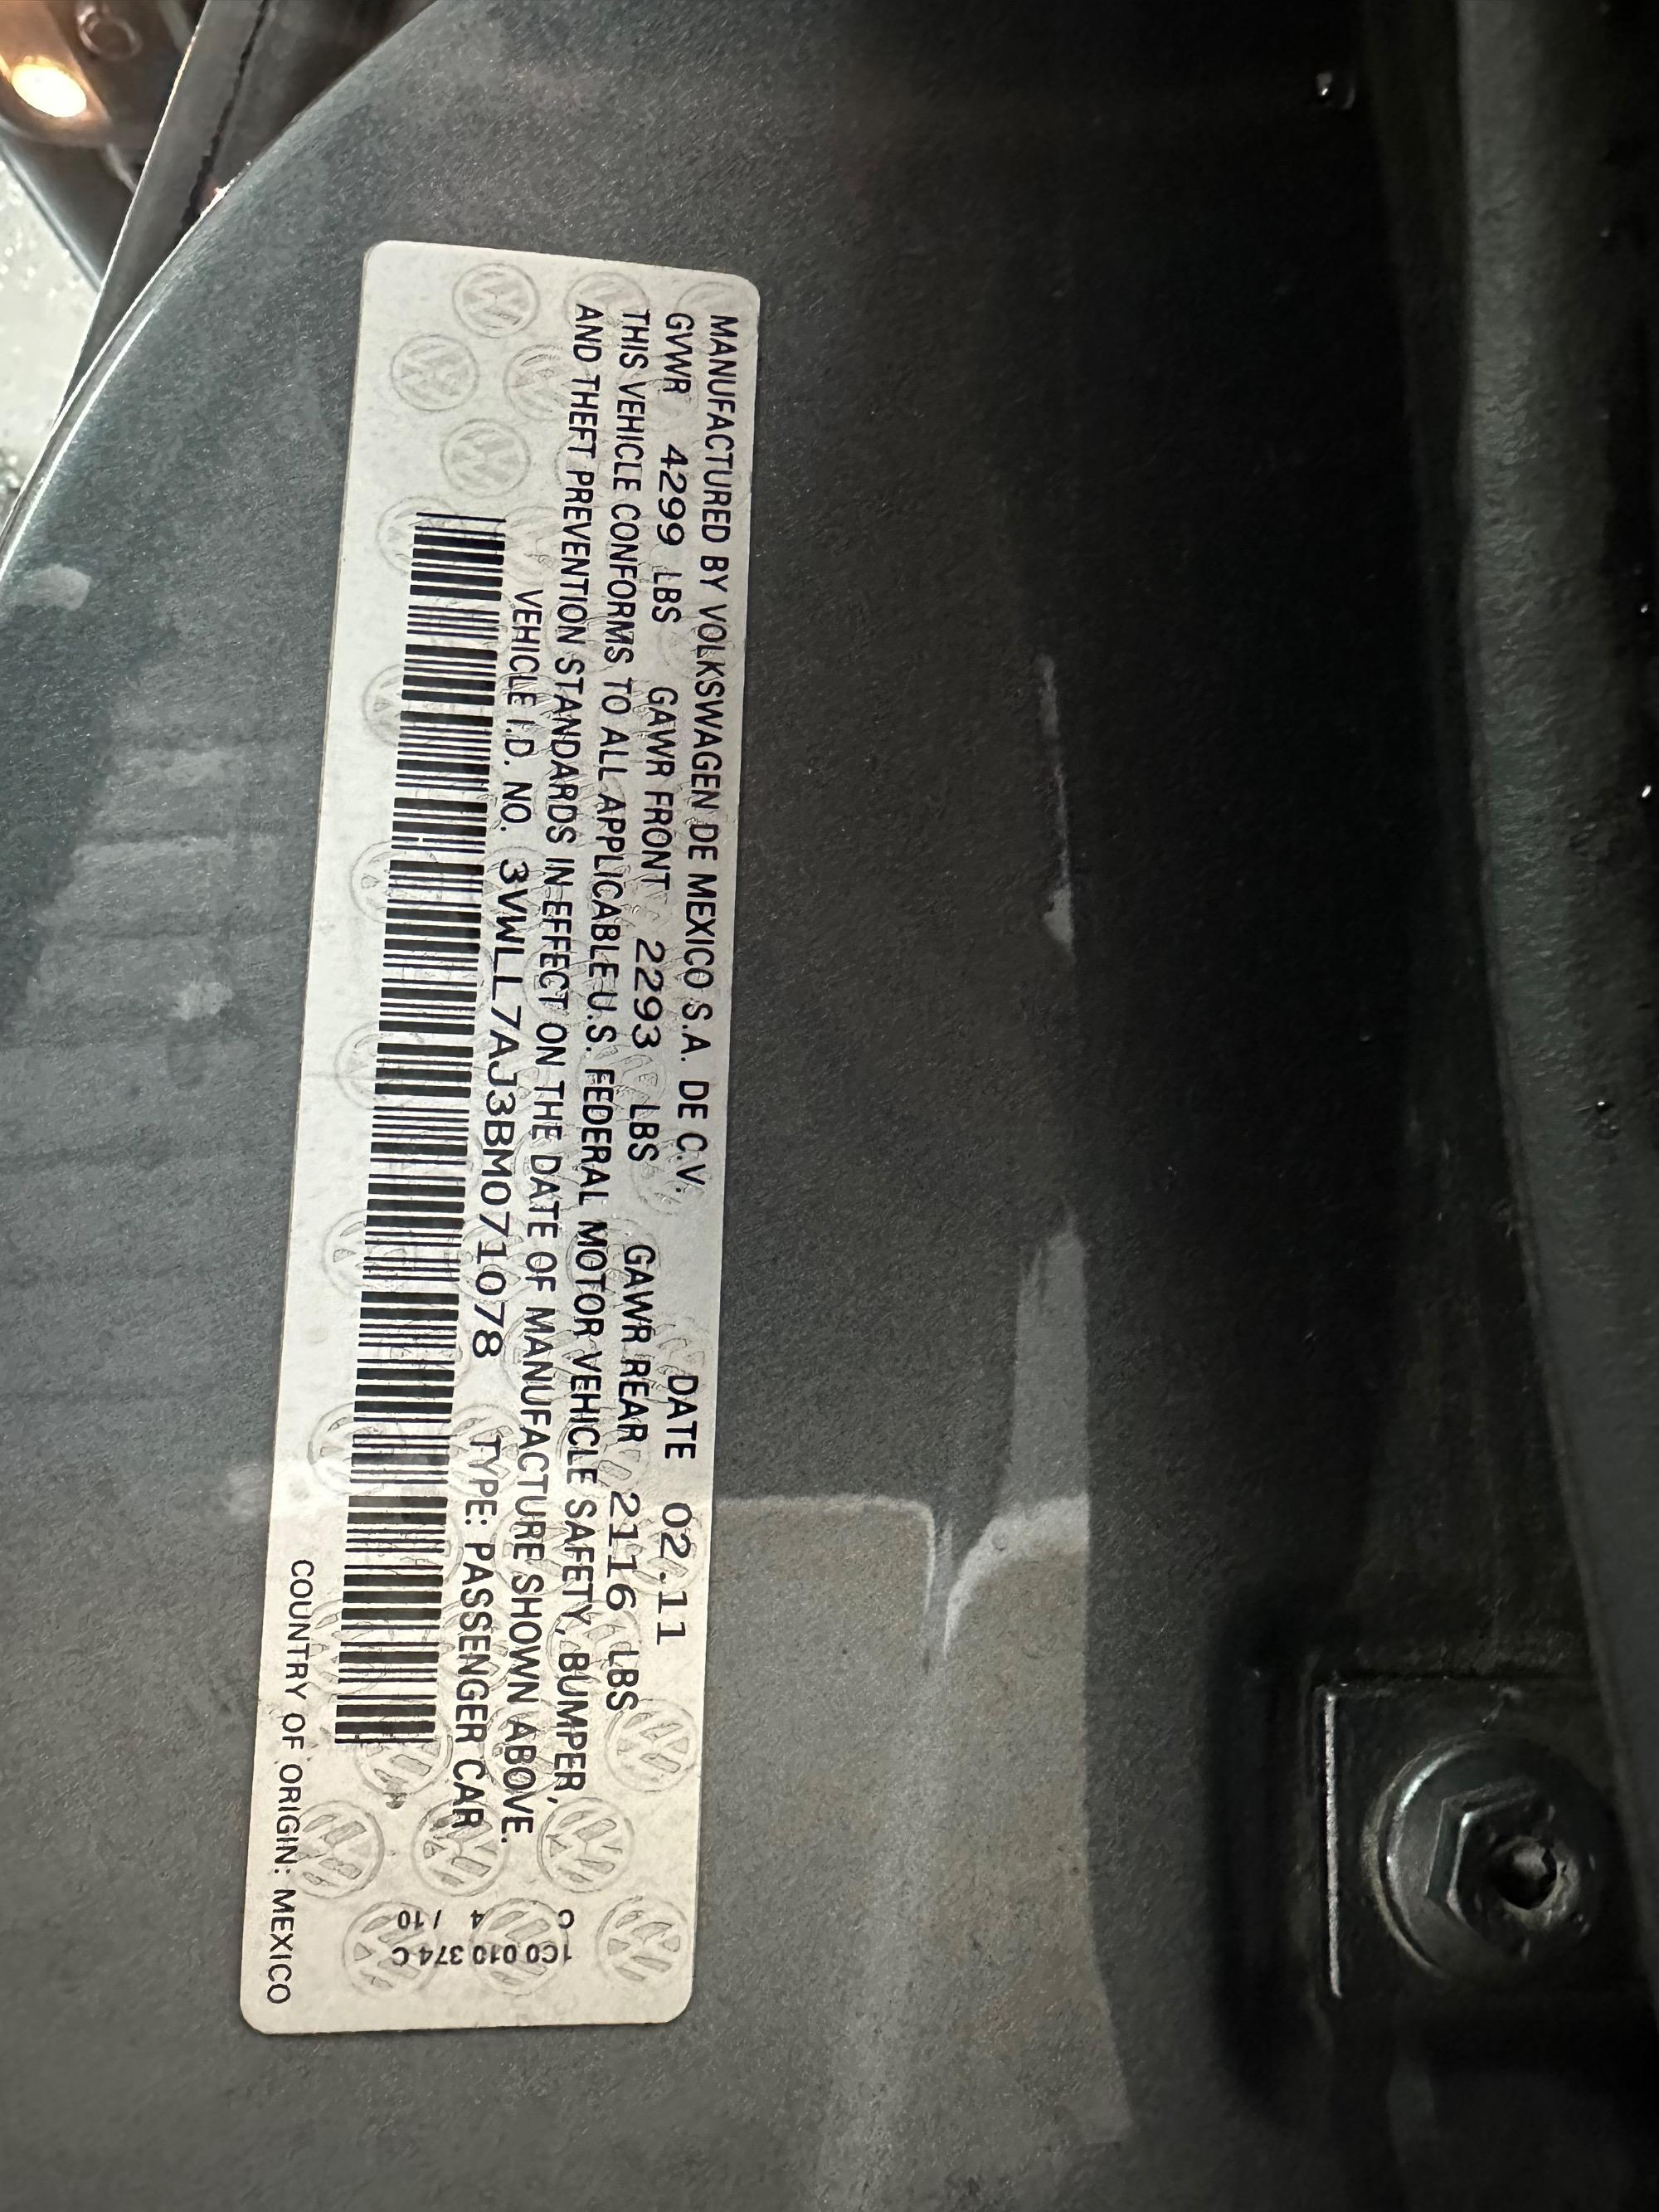 MANUFACTURED BY VOLKSWAGEN DE MEXICO S.A. DE C.V. DATE 02.11
GVWR 4299 LBS GAWR FRONT 2293 LBS GAWR REAR 2116 LBS
THIS VEHICLE CONFORMS TO ALL APPLICABLE U.S. FEDERAL MOTOR VEHICLE SAFETY, BUMPER,
AND THEFT PREVENTION STANDARDS IN EFFECT ON THE DATE OF MANUFACTURE SHOWN ABOVE.
VEHICLE I.D. NO. 3VWLL7AJ3BM071078 TYPE: PASSENGER CAR
COUNTRY OF ORIGIN: MEXICO
1C0 010 374 C
C 4 /10